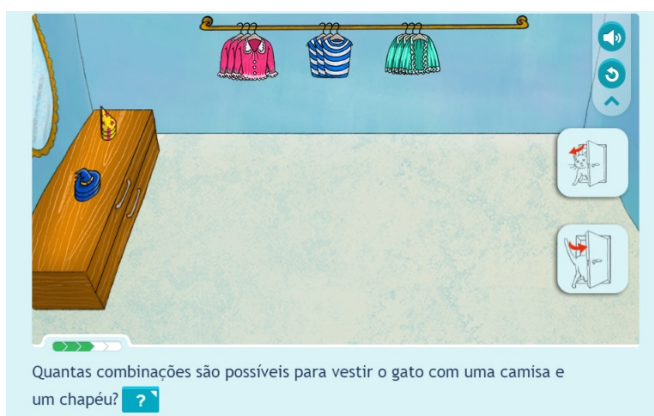 Quantas combinações são possíveis para vestir o gato com uma camisa e
um chapéu? ?